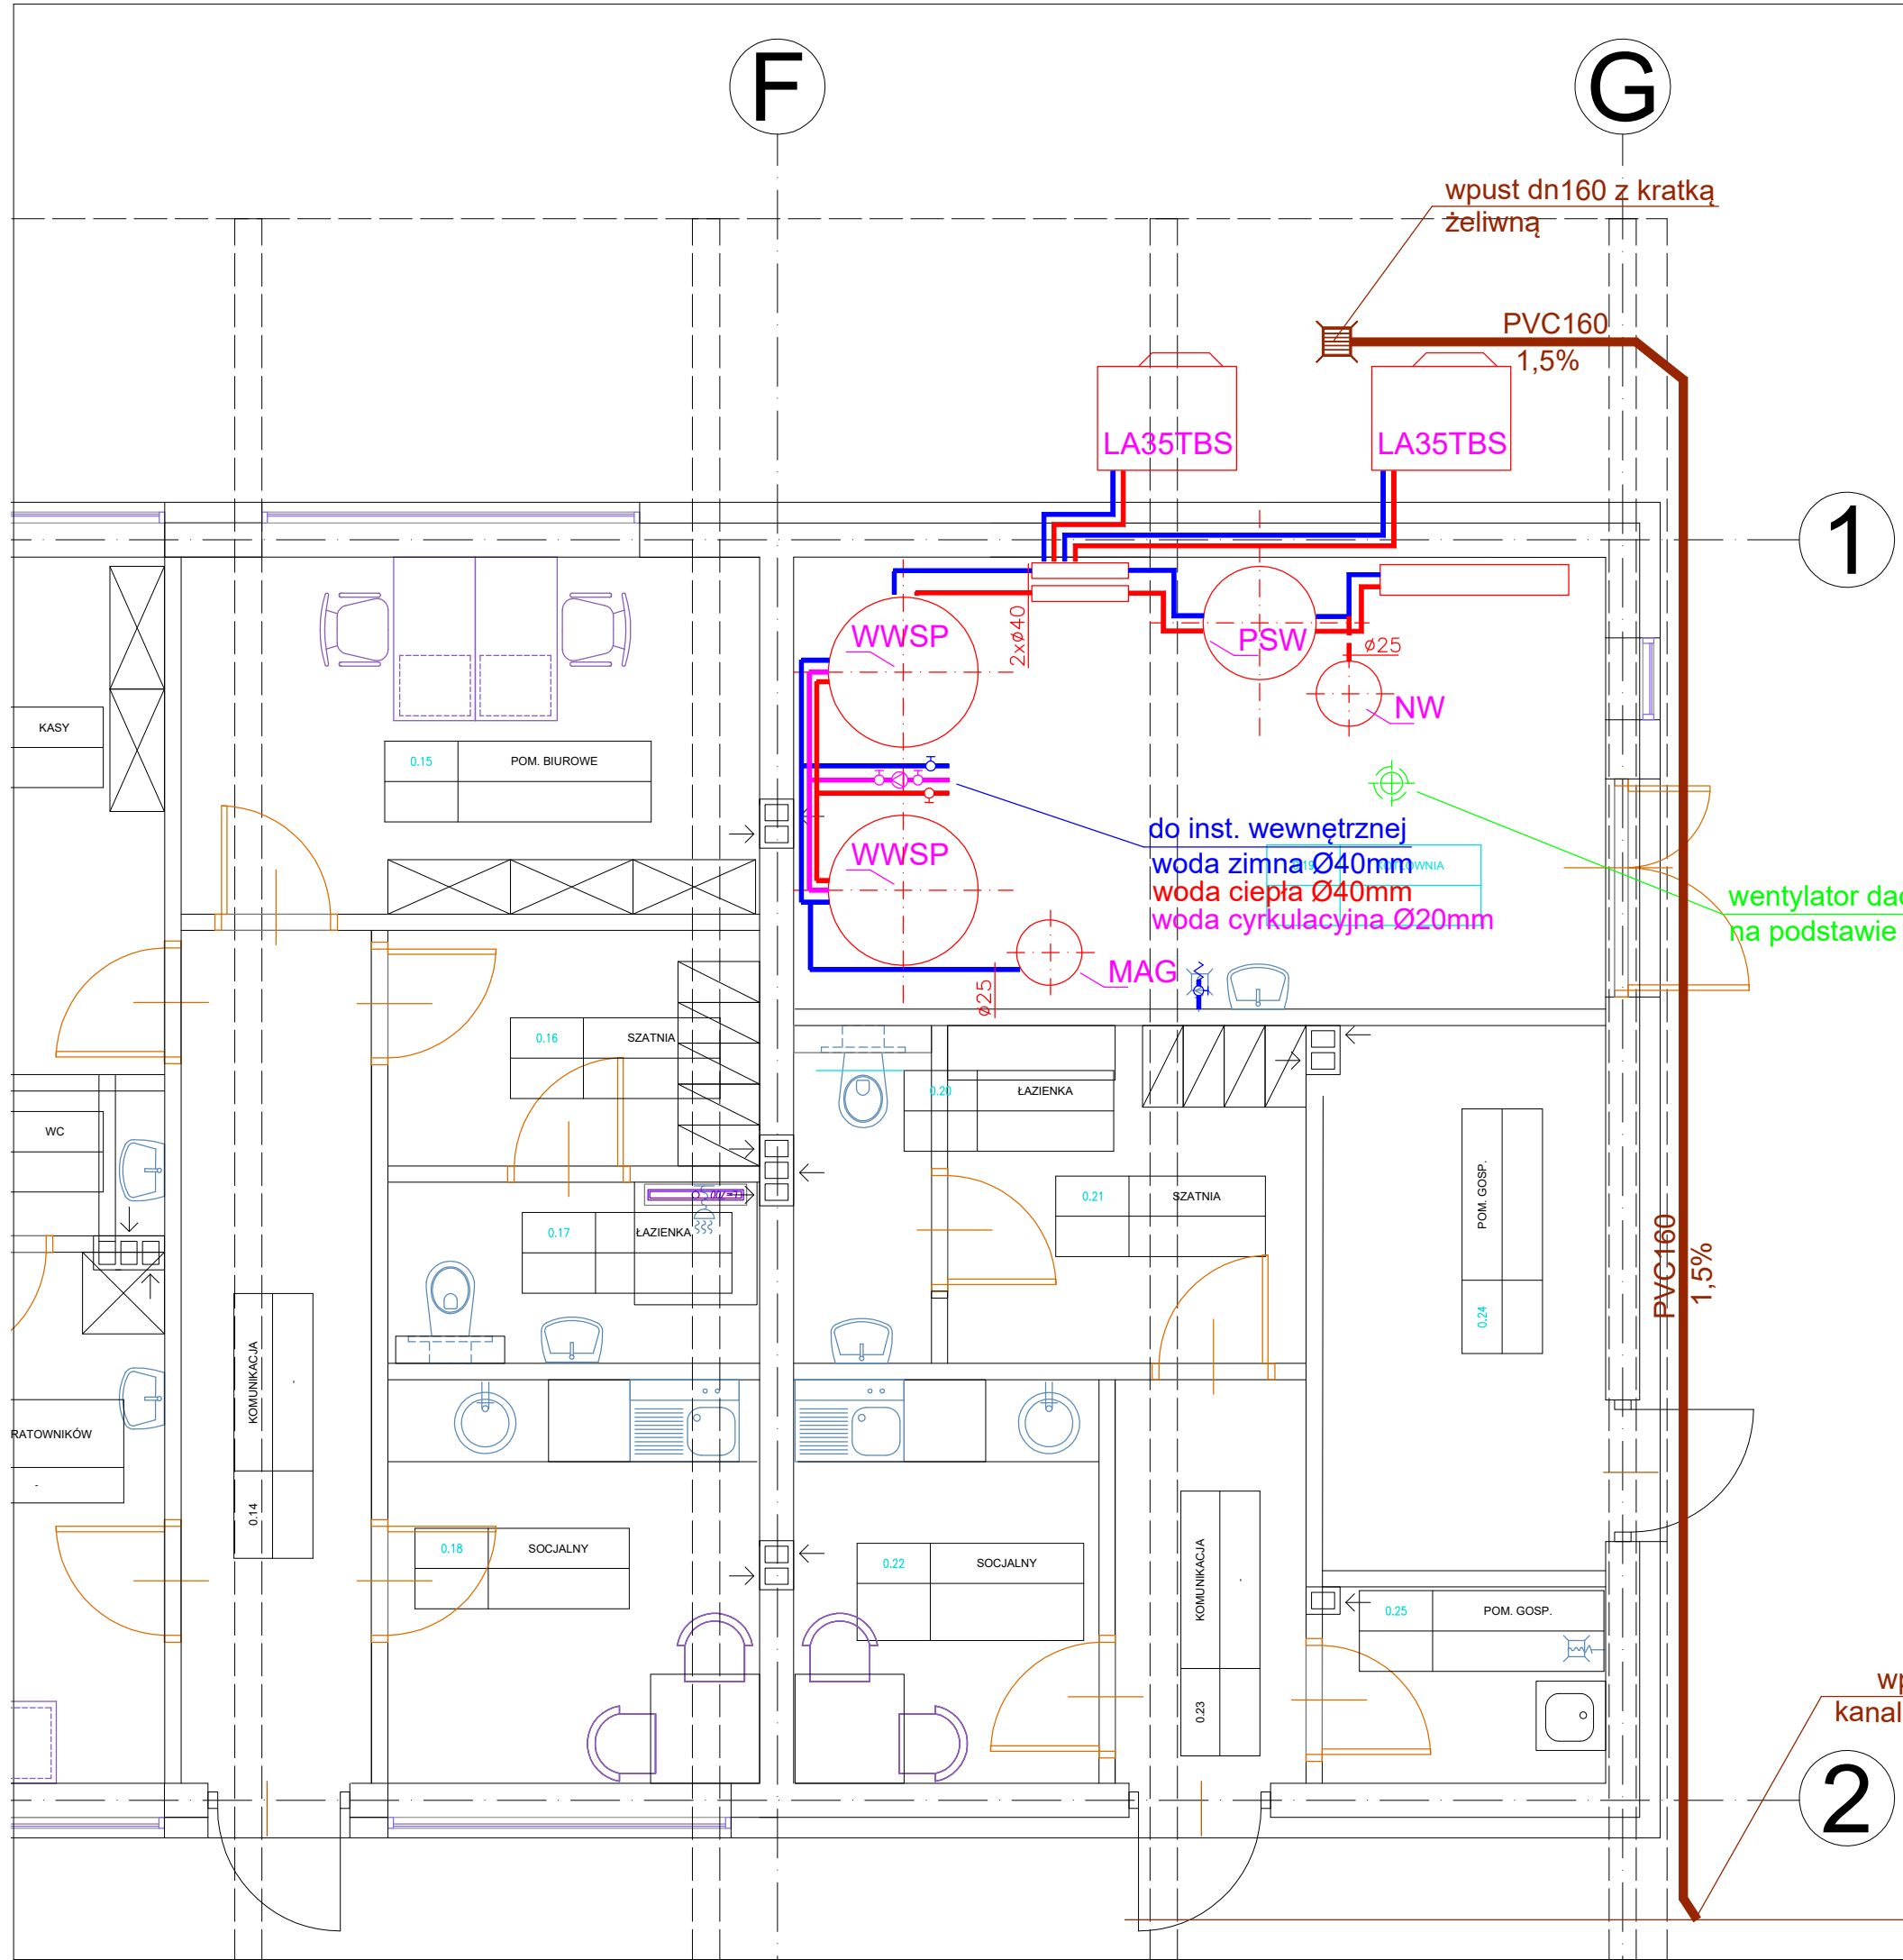 F
G
wpust dn160 z kratką
żeliwną
PVC160
1,5%
LA35TBS
LA35TBS
1
2xø40
WWSP
PSW
ø25
NW
KASY
0.15 POM. BIUROWE
do inst. wewnętrznej
woda zimna Ø40mm
woda ciepła Ø40mm
woda cyrkulacyjna Ø20mm
WWSP
wentylator
na podstawie
MAG
ø25
0.16 SZATNIA
0.20 ŁAZIENKA
WC
0.21 SZATNIA
POM. GOSP.
0.24
0.17 ŁAZIENKA
PVC160
1,5%
KOMUNIKACJA
-
0.14
RATOWNIKÓW
-
0.18 SOCJALNY
0.22 SOCJALNY
KOMUNIKACJA
-
0.23
0.25 POM. GOSP.
2